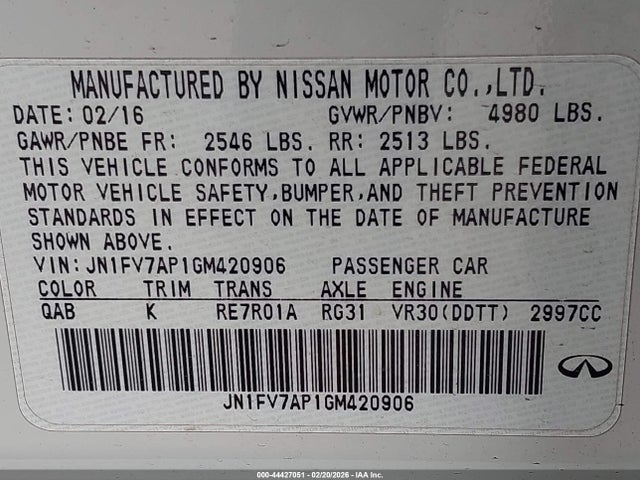 MANUFACTURED BY NISSAN MOTOR CO.,LTD.
DATE: 02/16 GVWR/PNBV: 4980 LBS.
GAWR/PNBE FR: 2546 LBS. RR: 2513 LBS.
THIS VEHICLE CONFORMS TO ALL APPLICABLE FEDERAL
MOTOR VEHICLE SAFETY,BUMPER,AND THEFT PREVENTION
STANDARDS IN EFFECT ON THE DATE OF MANUFACTURE
SHOWN ABOVE.
VIN:JN1FV7AP1GM420906 PASSENGER CAR
COLOR TRIM TRANS AXLE ENGINE
QAB K RE7R01A RG31 VR30(DDTT) 2997CC
JN1FV7AP1GM420906
000-44427051 - 02/20/2026 - IAA Inc.